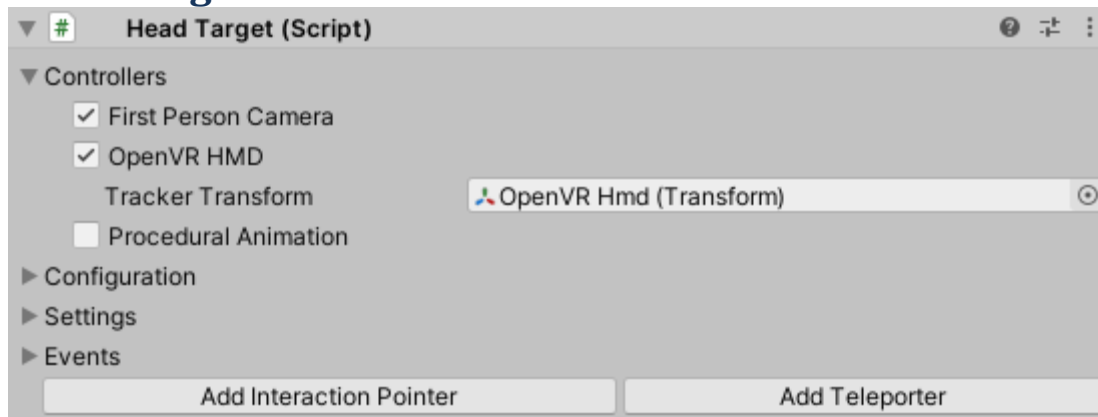 # Head Target (Script)
Controllers
First Person Camera
OpenVR HMD
Tracker Transform OpenVR Hmd (Transform)
Procedural Animation
Configuration
Settings
Events
Add Interaction Pointer Add Teleporter